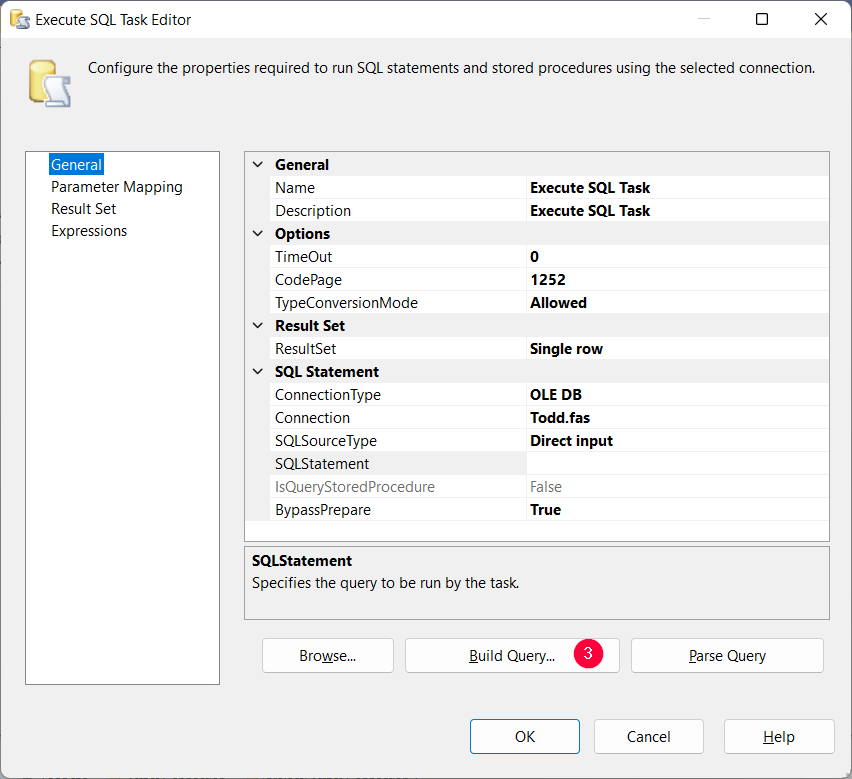 Execute SQL Task Editor
Configure the properties required to run SQL statements and stored procedures using the selected connection.
General
Parameter Mapping
Result Set
Expressions
General
Name Execute SQL Task
Description Execute SQL Task
Options
TimeOut 0
CodePage 1252
TypeConversionMode Allowed
Result Set
ResultSet Single row
SQL Statement
ConnectionType OLE DB
Connection Todd.fas
SQLSourceType Direct input
SQLStatement
IsQueryStoredProcedure False
BypassPrepare True
SQLStatement
Specifies the query to be run by the task.
Browse... Build Query... 3 Parse Query
OK Cancel Help